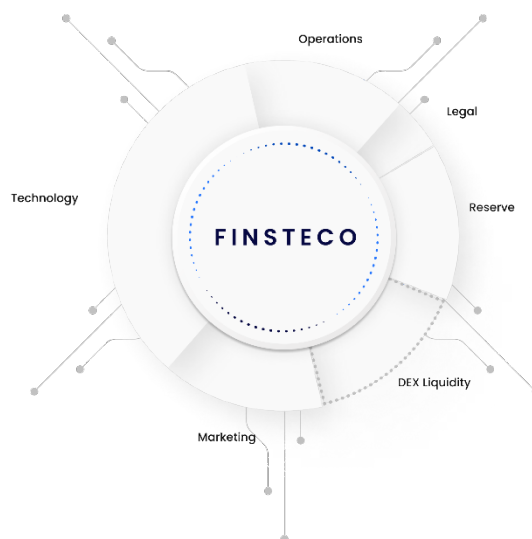 Operations
Legal
Technology
Reserve
FINSTECO
DEX Liquidity
Marketing